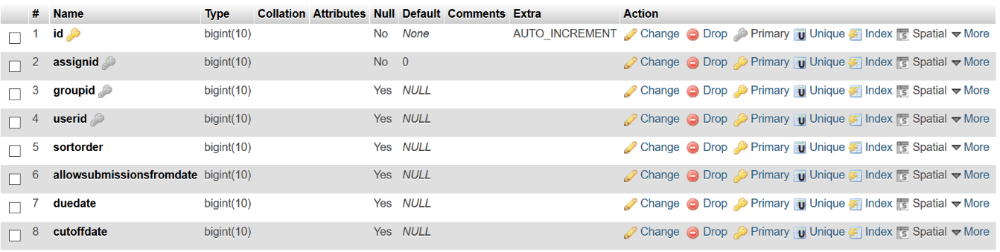 # Name Type Collation Attributes Null Default Comments Extra Action
1 id bigint(10) No None AUTO_INCREMENT Change Drop Primary Unique Index Spatial More
2 assignid bigint(10) No 0 Change Drop Primary Unique Index Spatial More
3 groupid bigint(10) Yes NULL Change Drop Primary Unique Index Spatial More
4 userid bigint(10) Yes NULL Change Drop Primary Unique Index Spatial More
5 sortorder bigint(10) Yes NULL Change Drop Primary Unique Index Spatial More
6 allowsubmissionsfromdate bigint(10) Yes NULL Change Drop Primary Unique Index Spatial More
7 duedate bigint(10) Yes NULL Change Drop Primary Unique Index Spatial More
8 cutoffdate bigint(10) Yes NULL Change Drop Primary Unique Index Spatial More